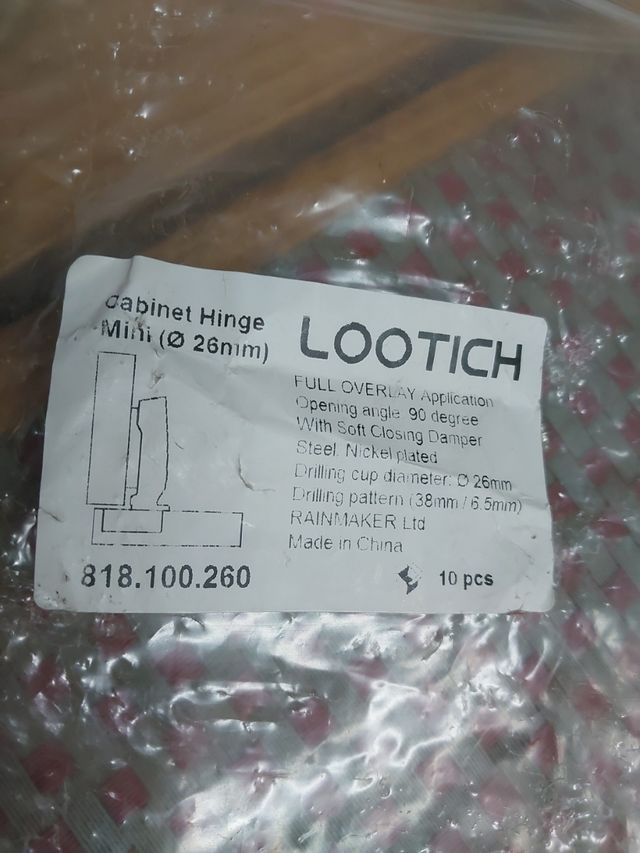 Cabinet Hinge
Mini (Ø 26mm)
LOOTICH
FULL OVERLAY Application
Opening angle: 90 degree
With Soft Closing Damper
Steel, Nickel plated
Drilling cup diameter: Ø 26mm
Drilling pattern (38mm / 6.5mm)
RAINMAKER Ltd
Made in China
818.100.260
10 pcs